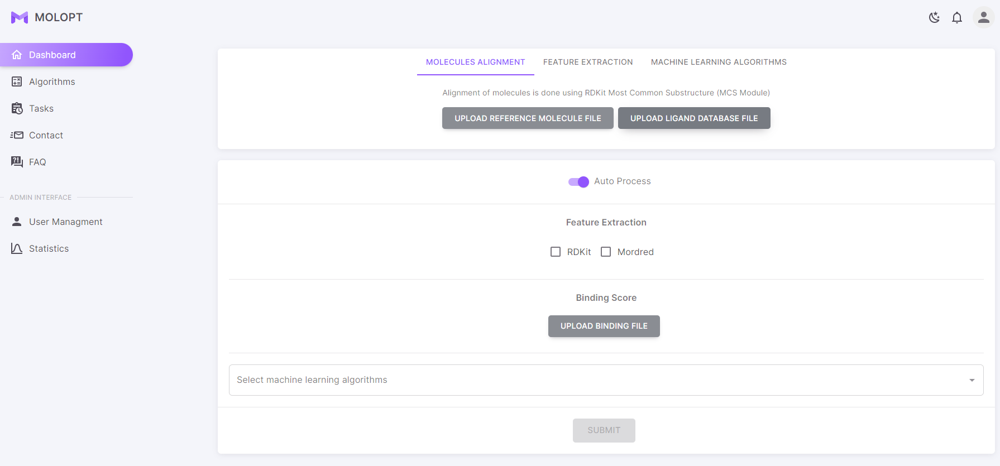 MOLOPT
Dashboard
Algorithms
Tasks
Contact
FAQ
ADMIN INTERFACE
User Managment
Statistics
MOLECULES ALIGNMENT FEATURE EXTRACTION MACHINE LEARNING ALGORITHMS
Alignment of molecules is done using RDKit Most Common Substructure (MCS Module)
UPLOAD REFERENCE MOLECULE FILE UPLOAD LIGAND DATABASE FILE
Auto Process
Feature Extraction
RDKit Mordred
Binding Score
UPLOAD BINDING FILE
Select machine learning algorithms
SUBMIT